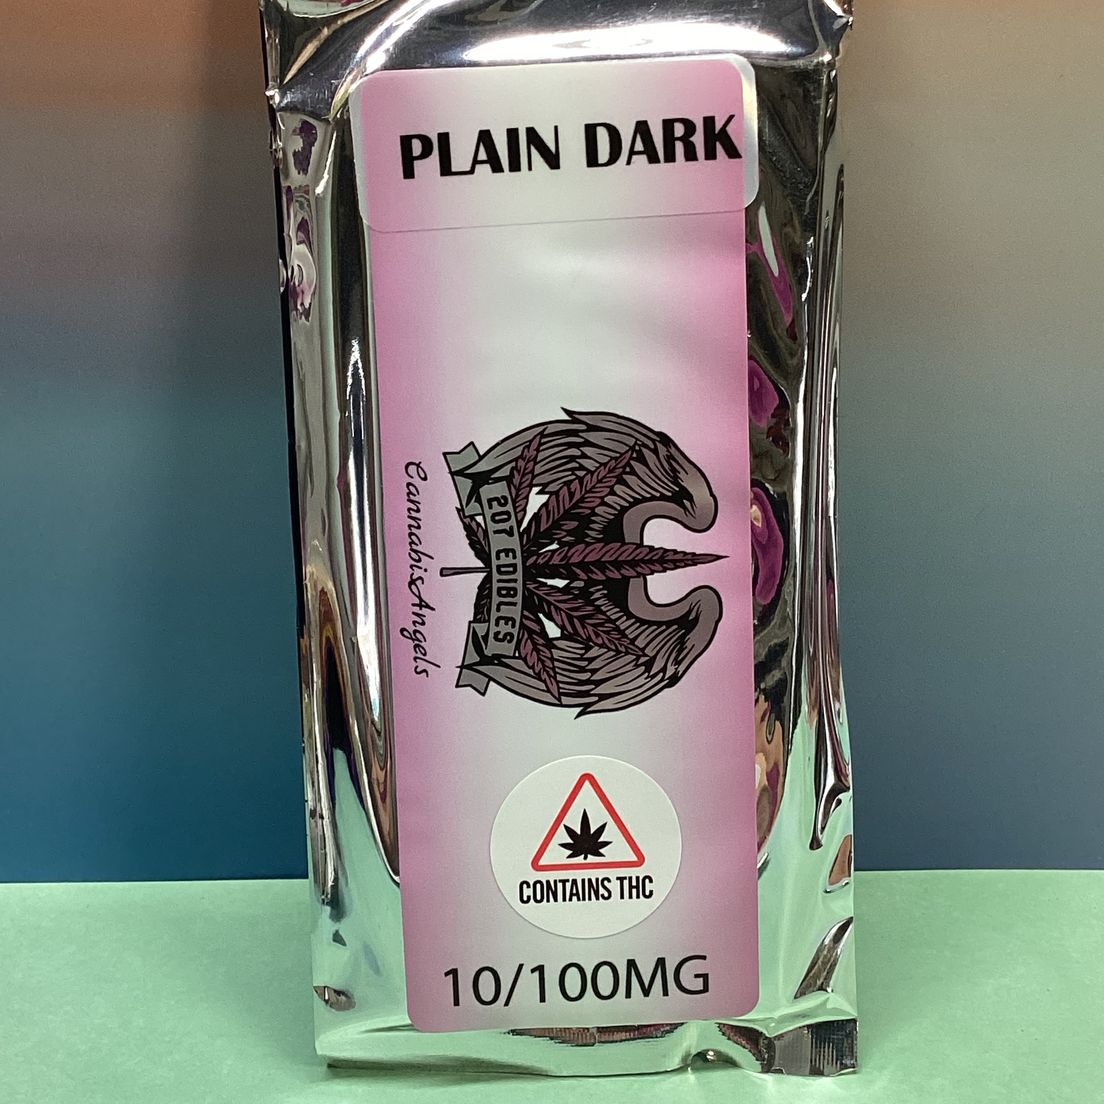 PLAIN DARK
207 EDIBLES
CannabisAngels
CONTAINS THC
10/100MG